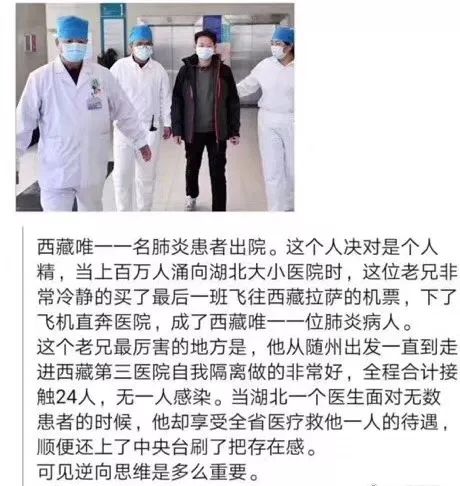 西藏唯一一名肺炎患者出院。这个人决对是个人
精，当上百万人涌向湖北大小医院时，这位老兄非
常冷静的买了最后一班飞往西藏拉萨的机票，下了
飞机直奔医院，成了西藏唯一一位肺炎病人。
这个老兄最厉害的地方是，他从随州出发一直到走
进西藏第三医院自我隔离做的非常好，全程合计接
触24人，无一人感染。当湖北一个医生面对无数
患者的时候，他却享受全省医疗救他一人的待遇，
顺便还上了中央台刷了把存在感。
可见逆向思维是多么重要。